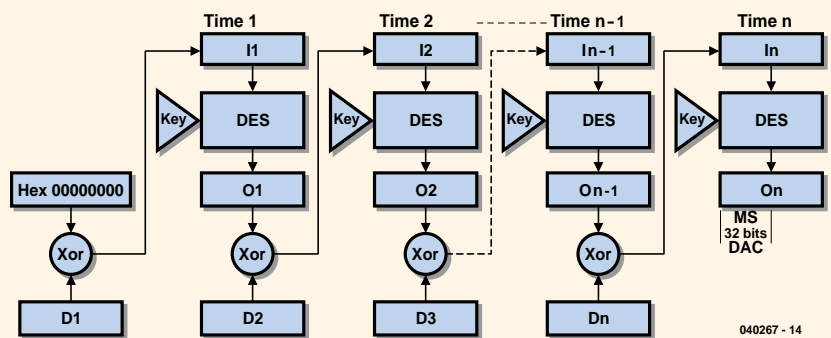 Time 1
Time 2
Time n-1
Time n
I1
I2
In-1
In
Key
DES
Key
DES
Key
DES
Key
DES
Hex 00000000
O1
O2
On-1
On
Xor
Xor
Xor
Xor
MS
32 bits
DAC
D1
D2
D3
Dn
040267 - 14